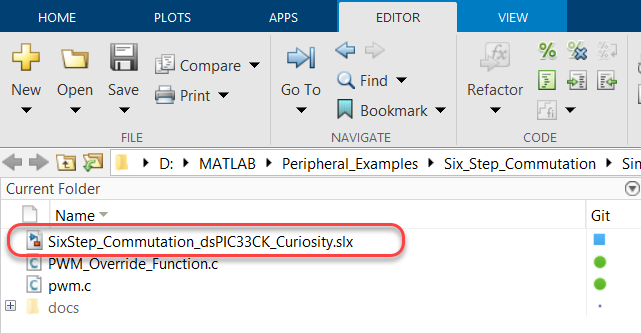 HOME PLOTS APPS EDITOR VIEW
New Open Save Compare Print Go To Find Bookmark Refactor
FILE NAVIGATE CODE
D: MATLAB Peripheral_Examples Six_Step_Commutation Sin
Current Folder
Name Git
SixStep_Commutation_dsPIC33CK_Curiosity.slx
PWM_Override_Function.c
pwm.c
docs